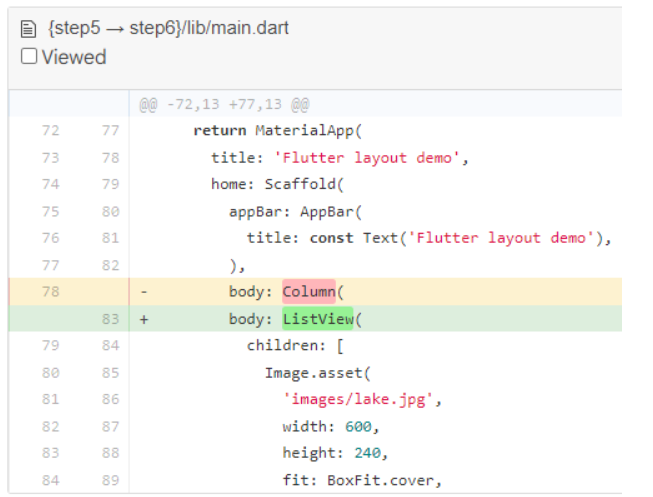 {step5 → step6}/lib/main.dart
Viewed
@@ -72,13 +77,13 @@
72 77 return MaterialApp(
73 78 title: 'Flutter layout demo',
74 79 home: Scaffold(
75 80 appBar: AppBar(
76 81 title: const Text('Flutter layout demo'),
77 82 ),
78 - body: Column(
83 + body: ListView(
79 84 children: [
80 85 Image.asset(
81 86 'images/lake.jpg',
82 87 width: 600,
83 88 height: 240,
84 89 fit: BoxFit.cover,